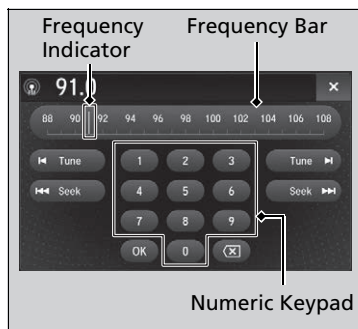 Frequency Indicator
Frequency Bar
91.0
×
88 90 92 94 96 98 100 102 104 106 108
Tune 1 2 3 Tune
Seek 4 5 6 Seek
7 8 9
OK 0
Numeric Keypad